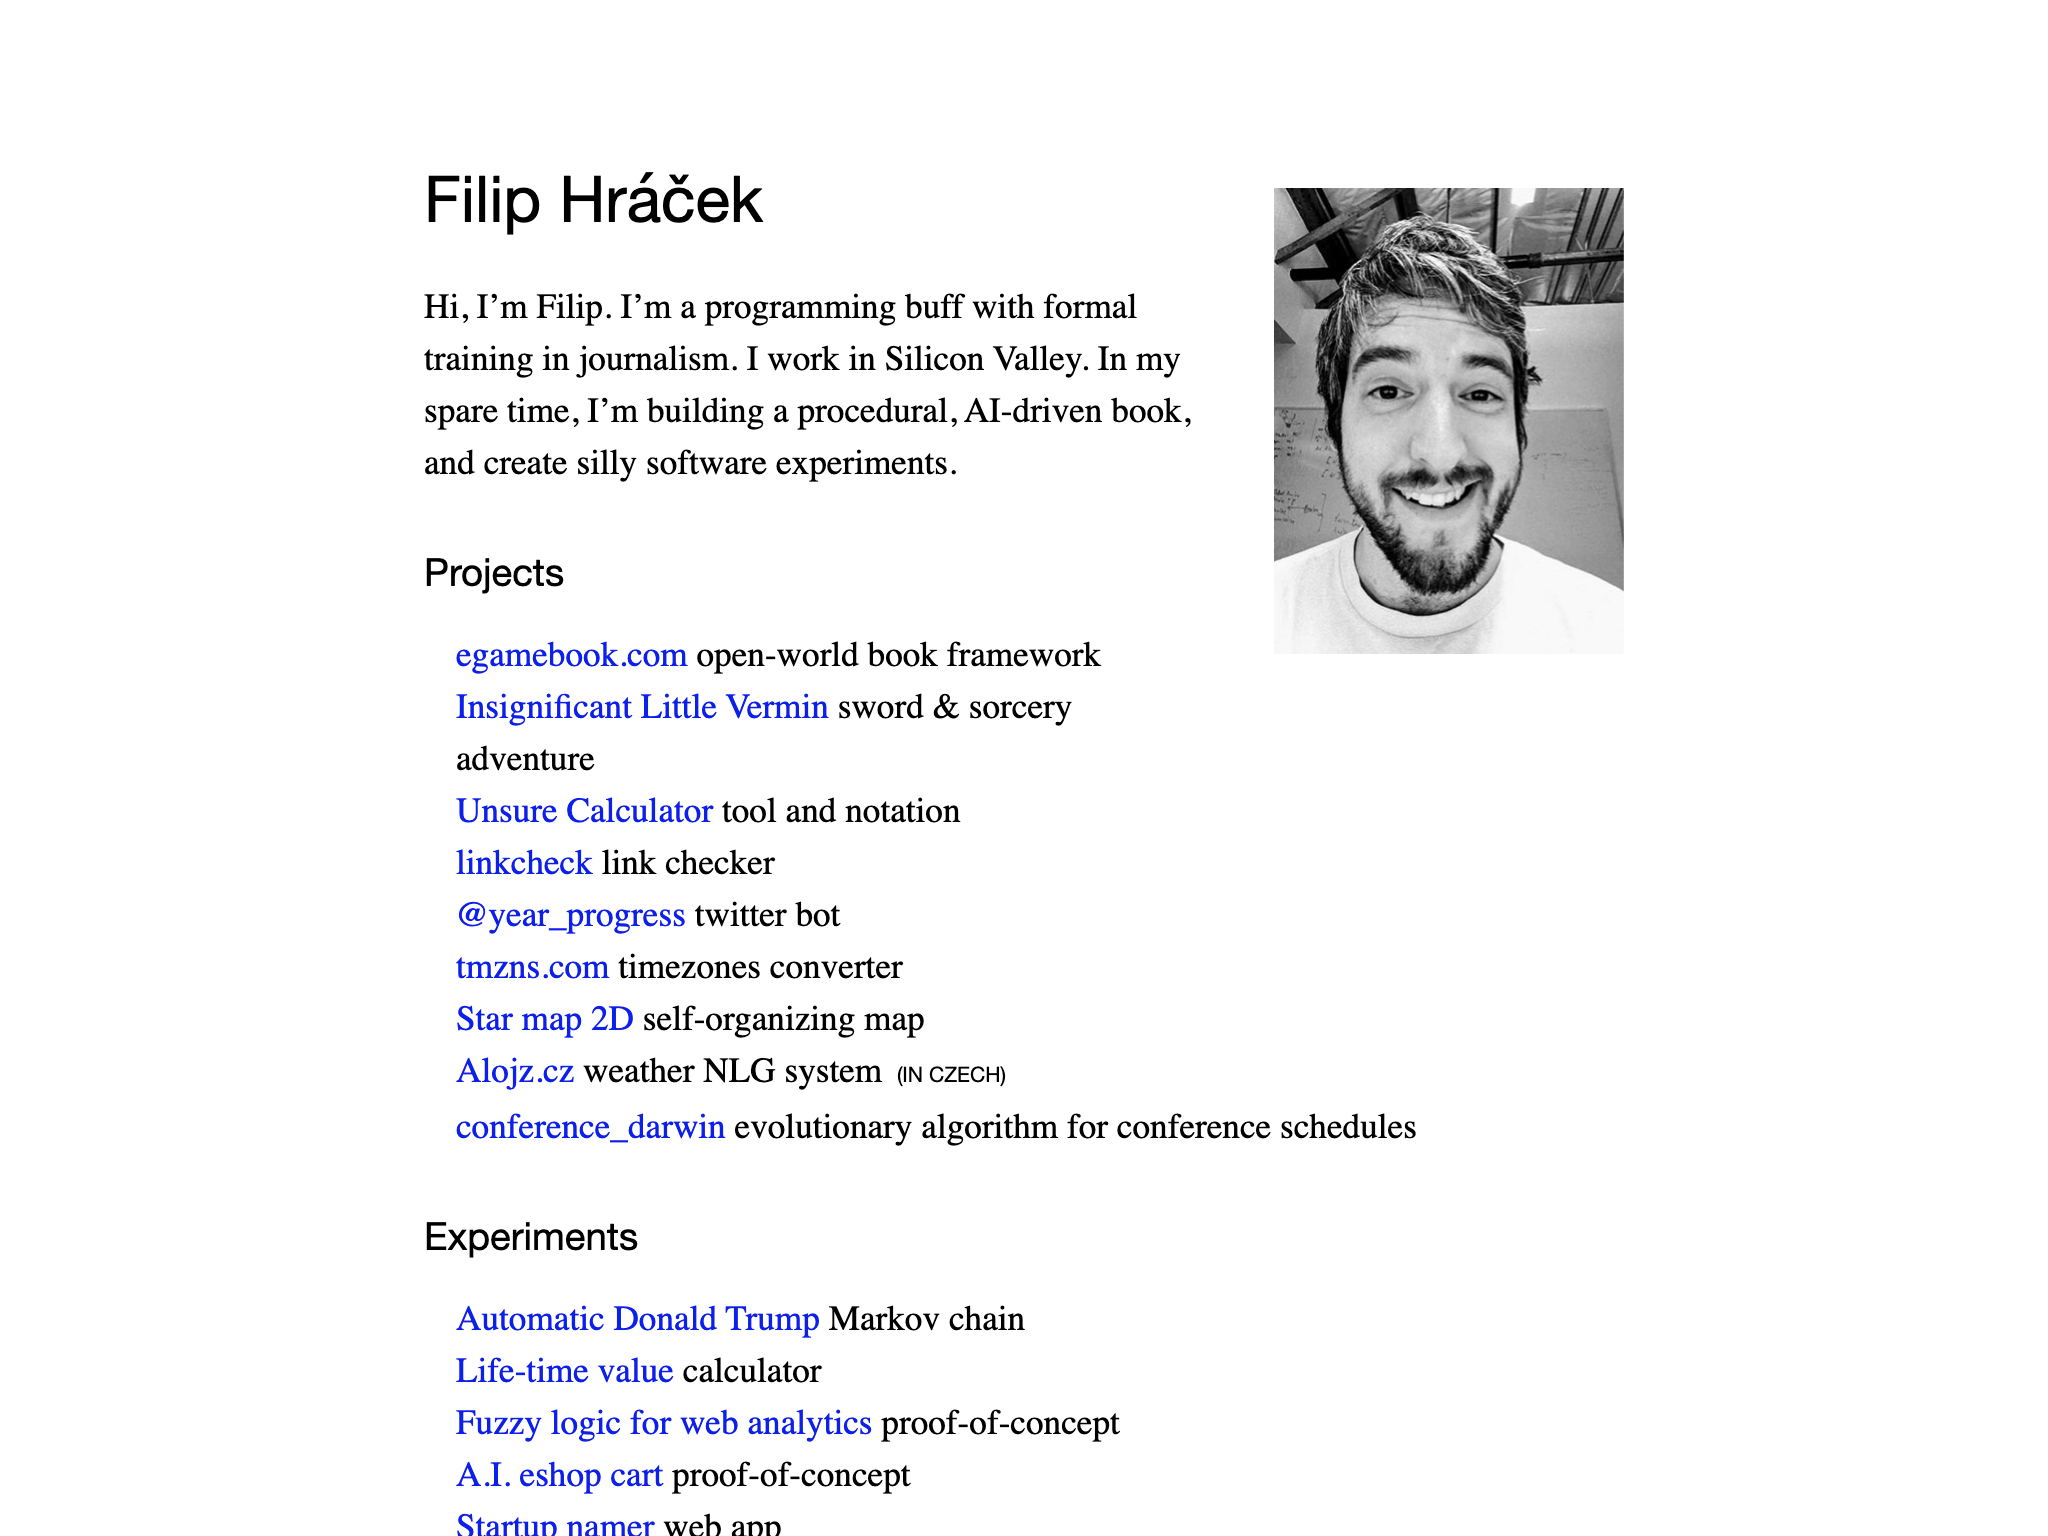 Filip Hráček
Hi, I’m Filip. I’m a programming buff with formal
training in journalism. I work in Silicon Valley. In my
spare time, I’m building a procedural, AI-driven book,
and create silly software experiments.
Projects
egamebook.com open-world book framework
Insignificant Little Vermin sword & sorcery
adventure
Unsure Calculator tool and notation
linkcheck link checker
@year_progress twitter bot
tmzns.com timezones converter
Star map 2D self-organizing map
Alojz.cz weather NLG system (IN CZECH)
conference_darwin evolutionary algorithm for conference schedules
Experiments
Automatic Donald Trump Markov chain
Life-time value calculator
Fuzzy logic for web analytics proof-of-concept
A.I. eshop cart proof-of-concept
Startup namer web app